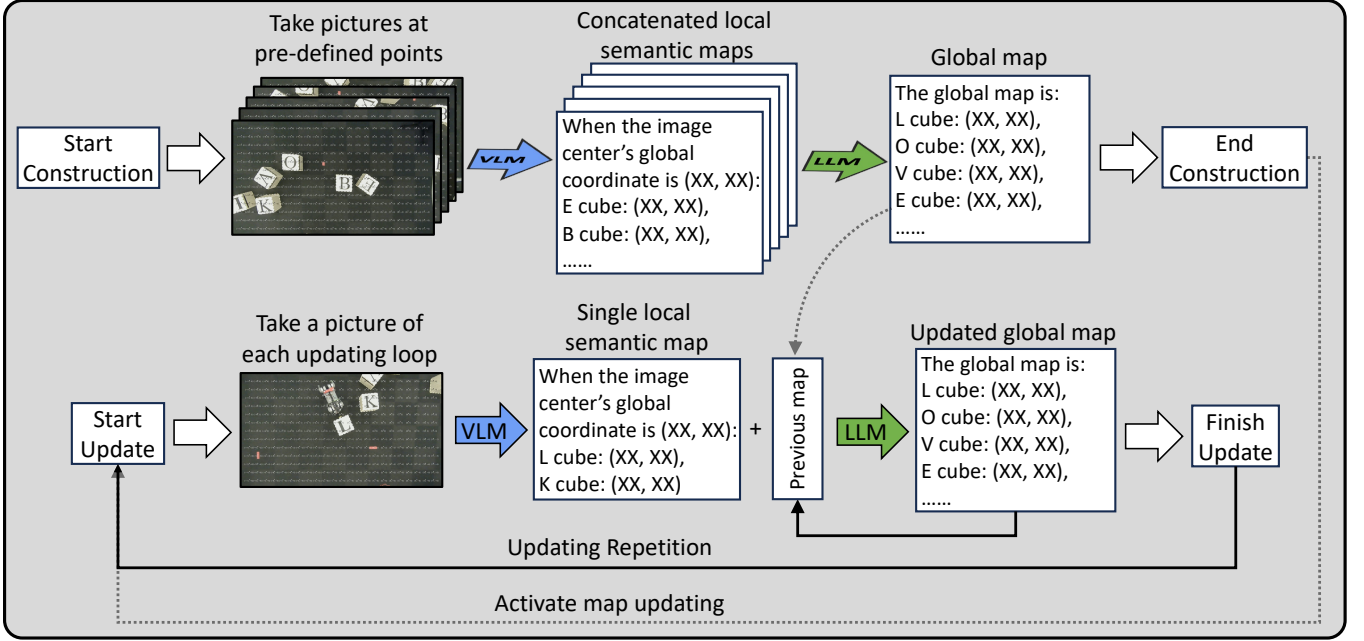 Take pictures at
pre-defined points
Concatenated local
semantic maps
Global map
Start
Construction
O
A
B
H
K
VLM
When the image
center's global
coordinate is (XX, XX):
E cube: (XX, XX),
B cube: (XX, XX),
......
LLM
The global map is:
L cube: (XX, XX),
O cube: (XX, XX),
V cube: (XX, XX),
E cube: (XX, XX),
......
End
Construction
Take a picture of
each updating loop
Single local
semantic map
Updated global map
Start
Update
K
L
VLM
When the image
center's global
coordinate is (XX, XX):
L cube: (XX, XX),
K cube: (XX, XX)
+
Previous map
LLM
The global map is:
L cube: (XX, XX),
O cube: (XX, XX),
V cube: (XX, XX),
E cube: (XX, XX),
......
Finish
Update
Updating Repetition
Activate map updating